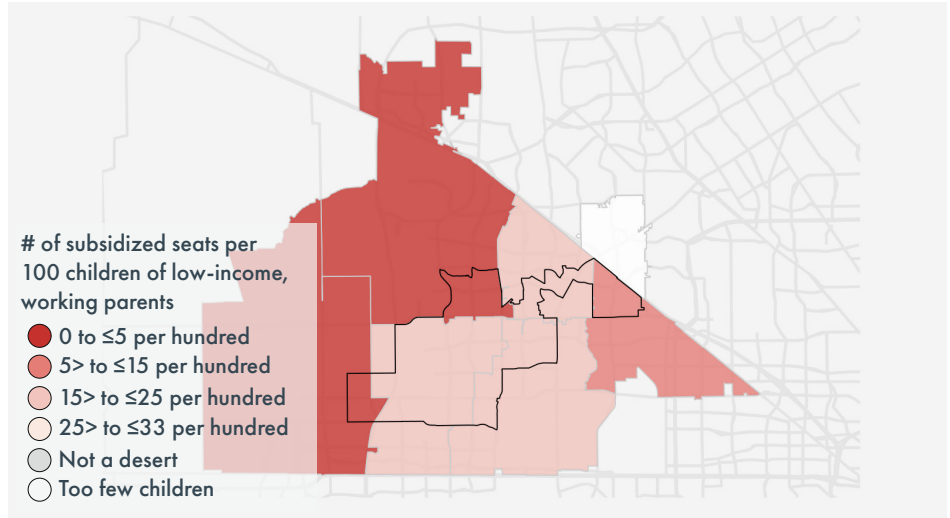 # of subsidized seats per
100 children of low-income,
working parents
0 to ≤5 per hundred
5> to ≤15 per hundred
15> to ≤25 per hundred
25> to ≤33 per hundred
Not a desert
Too few children